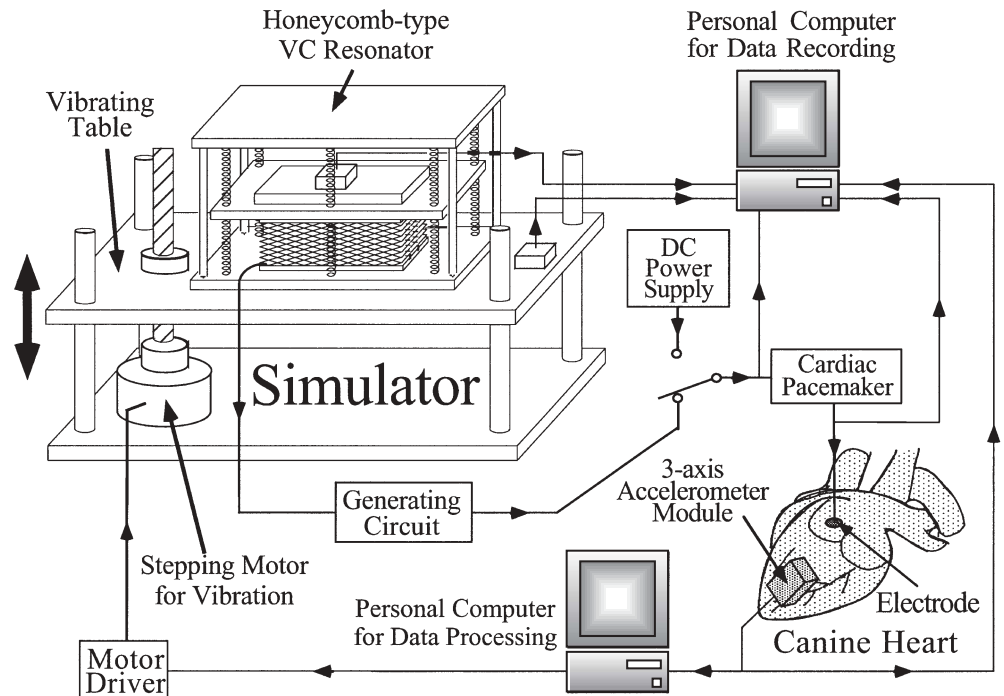 Honeycomb-type
VC Resonator
Personal Computer
for Data Recording
Vibrating
Table
DC
Power
Supply
Cardiac
Pacemaker
Simulator
3-axis
Accelerometer
Module
Generating
Circuit
Stepping Motor
for Vibration
Electrode
Personal Computer
for Data Processing
Canine Heart
Motor
Driver